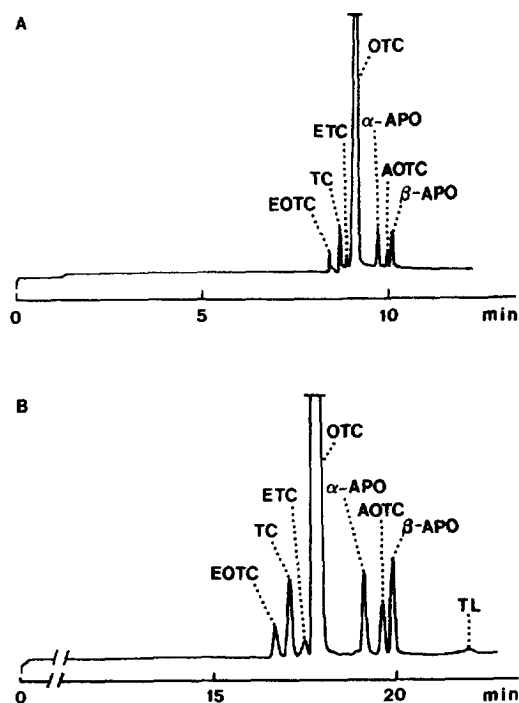 A
OTC
ETC
α-APO
TC
AOTC
EOTC
β-APO
0
5
10
min
B
OTC
α-APO
ETC
AOTC
TC
β-APO
EOTC
TL
0
15
20
min